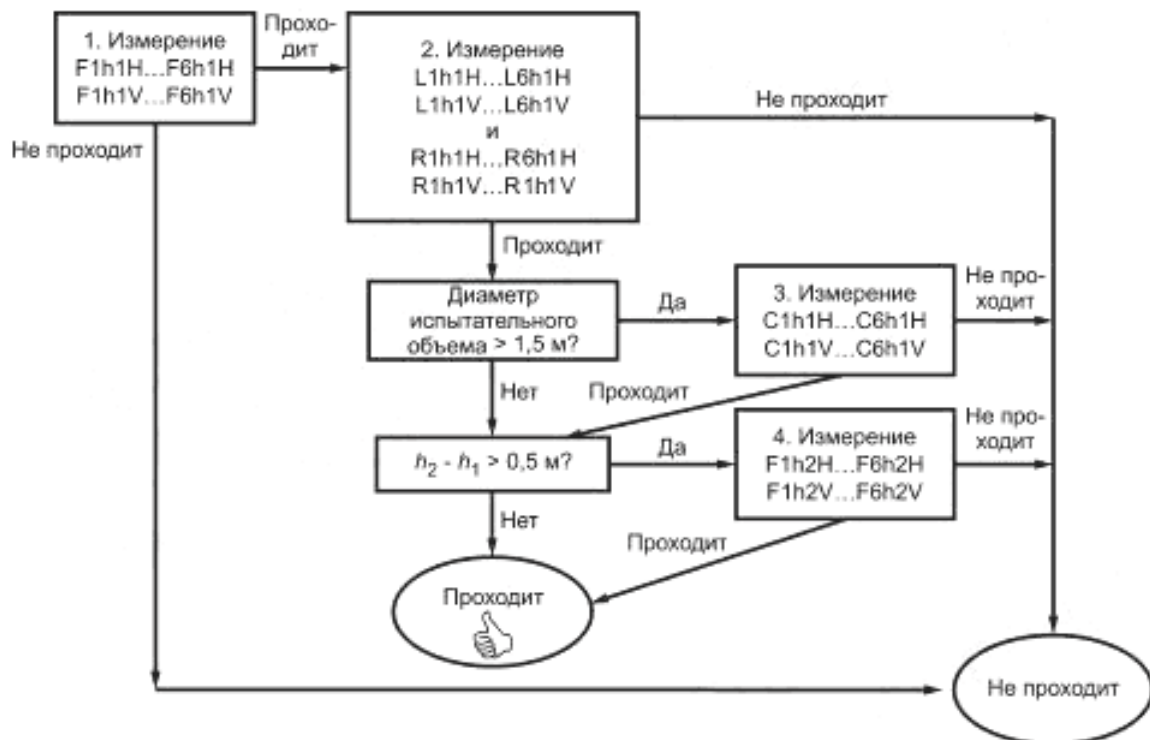 1. Измерение
F1h1H...F6h1H
F1h1V...F6h1V
Прохо-
дит
2. Измерение
L1h1H...L6h1H
L1h1V...L6h1V
и
R1h1H...R6h1H
R1h1V...R1h1V
Не проходит
Не проходит
Проходит
Диаметр
испытательного
объема > 1,5 м?
Да
3. Измерение
C1h1H...C6h1H
C1h1V...C6h1V
Не про-
ходит
Нет
Проходит
h2 - h1 > 0,5 м?
Да
4. Измерение
F1h2H...F6h2H
F1h2V...F6h2V
Не про-
ходит
Нет
Проходит
Проходит
Не проходит